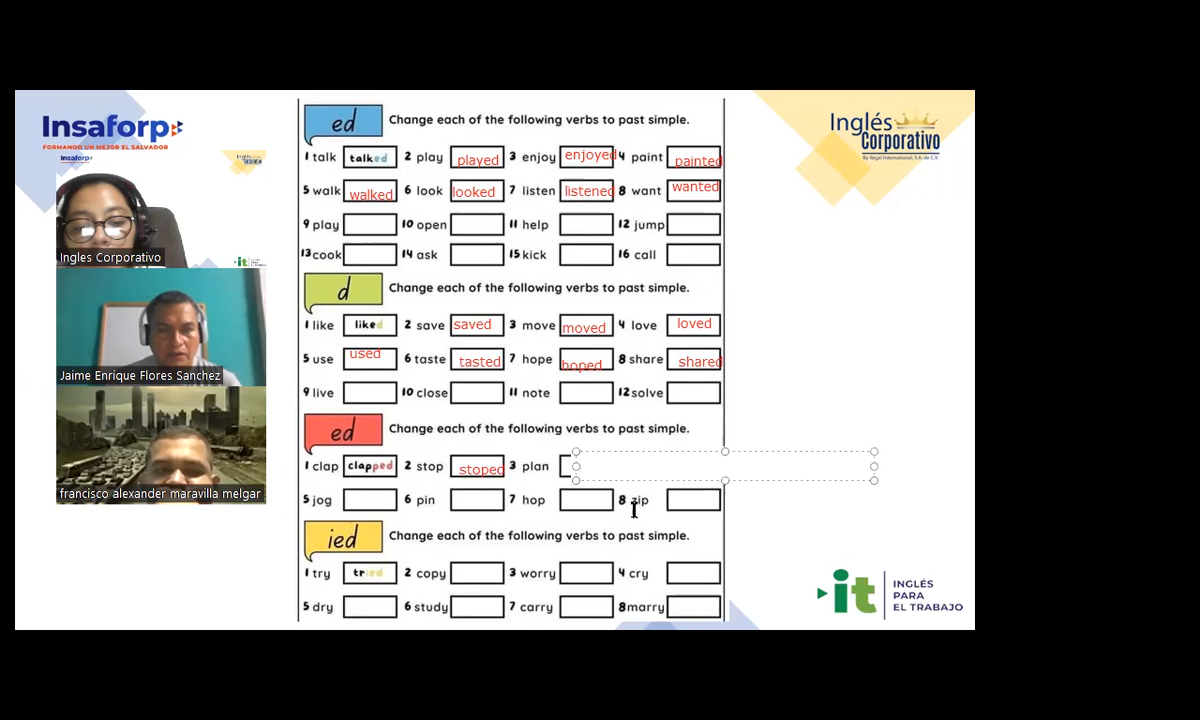 Insaforp
FORMANDO UN MEJOR EL SALVADOR
Insaforp
Inglés
Corporativo
By Regal International, S.A. de C.V.
Ingles Corporativo
Jaime Enrique Flores Sanchez
francisco alexander maravilla melgar
ed Change each of the following verbs to past simple.
1 talk talked 2 play played 3 enjoy enjoyed 4 paint painted
5 walk walked 6 look looked 7 listen listened 8 want wanted
9 play 10 open 11 help 12 jump
13 cook 14 ask 15 kick 16 call
d Change each of the following verbs to past simple.
1 like liked 2 save saved 3 move moved 4 love loved
5 use used 6 taste tasted 7 hope hoped 8 share shared
9 live 10 close 11 note 12 solve
ed Change each of the following verbs to past simple.
1 clap clapped 2 stop stoped 3 plan
5 jog 6 pin 7 hop 8 zip
ied Change each of the following verbs to past simple.
1 try tried 2 copy 3 worry 4 cry
5 dry 6 study 7 carry 8 marry
it
INGLÉS
PARA
EL TRABAJO